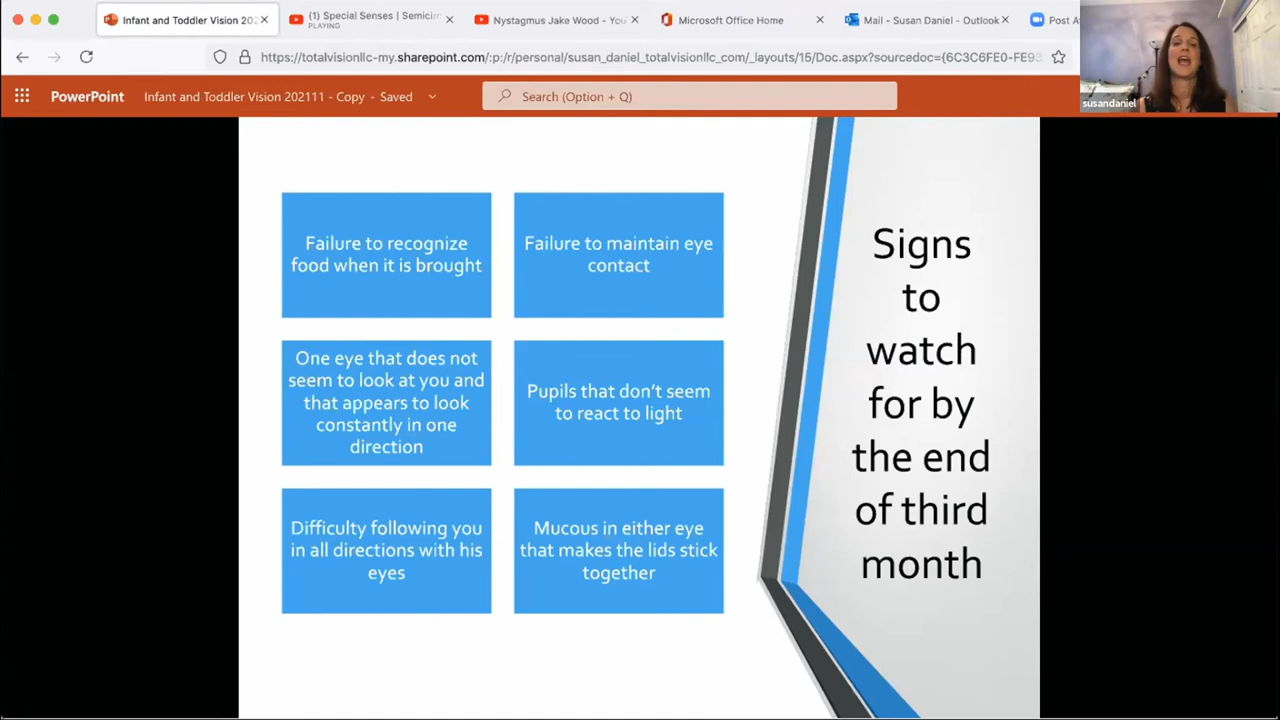 Infant and Toddler Vision 202
(1) Special Senses | Semicirc
PLAYING
Nystagmus Jake Wood - You
Microsoft Office Home
Mail - Susan Daniel - Outlook
Post
https://totalvisionllc-my.sharepoint.com/:p:/r/personal/susan_daniel_totalvisionllc_com/_layouts/15/Doc.aspx?sourcedoc={6C3C6FE0-FE93
susandaniel
PowerPoint
Infant and Toddler Vision 202111 - Copy - Saved
Search (Option + Q)
Failure to recognize
food when it is brought
Failure to maintain eye
contact
One eye that does not
seem to look at you and
that appears to look
constantly in one
direction
Pupils that don’t seem
to react to light
Difficulty following you
in all directions with his
eyes
Mucous in either eye
that makes the lids stick
together
Signs
to
watch
for by
the end
of third
month